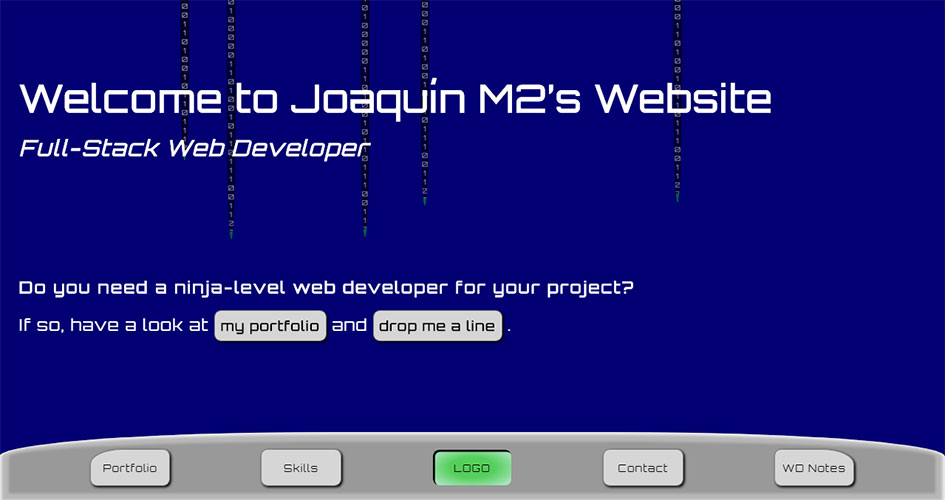 Welcome to Joaquín M2's Website
Full-Stack Web Developer
Do you need a ninja-level web developer for your project?
If so, have a look at my portfolio and drop me a line .
Portfolio Skills LOGO Contact WD Notes